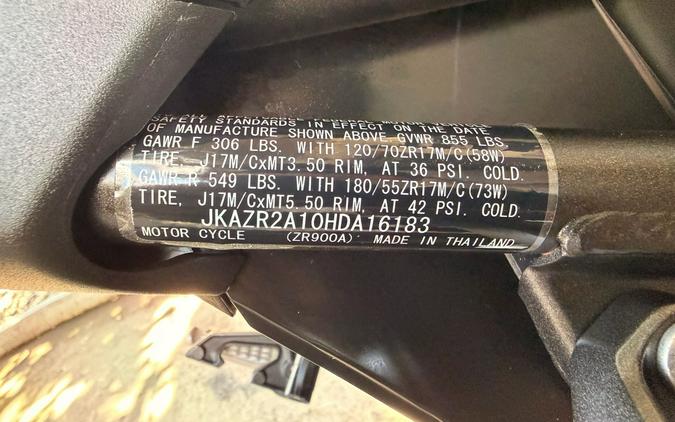 SAFETY STANDARDS IN EFFECT ON THE DATE
OF MANUFACTURE SHOWN ABOVE GVWR 855 LBS
GAWR F 306 LBS. WITH 120/70ZR17M/C(58W)
TIRE, J17M/CxMT3.50 RIM, AT 36 PSI. COLD.
GAWR R 549 LBS. WITH 180/55ZR17M/C(73W)
TIRE, J17M/CxMT5.50 RIM, AT 42 PSI. COLD.
JKAZR2A10HDA16183
MOTOR CYCLE (ZR900A) MADE IN THAILAND